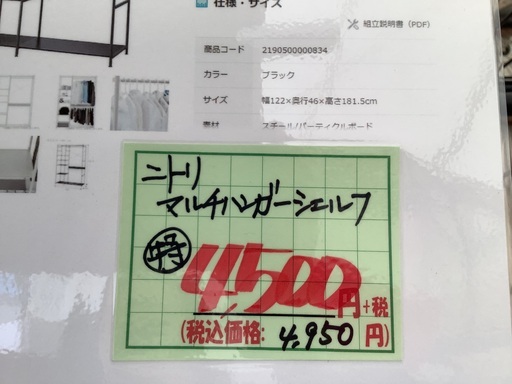 仕様・サイズ
組立説明書（PDF）
商品コード 2190500000834
カラー ブラック
サイズ 幅122×奥行46×高さ181.5cm
素材 スチール/パーティクルボード
ニトリ
マルチハンガーシェルフ
特 4,500円+税
(税込価格: 4,950円)